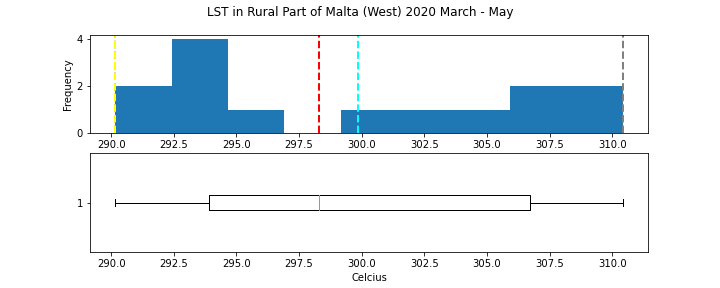 LST in Rural Part of Malta (West) 2020 March - May
Frequency
4
2
0
290.0 292.5 295.0 297.5 300.0 302.5 305.0 307.5 310.0
1
290.0 292.5 295.0 297.5 300.0 302.5 305.0 307.5 310.0
Celcius